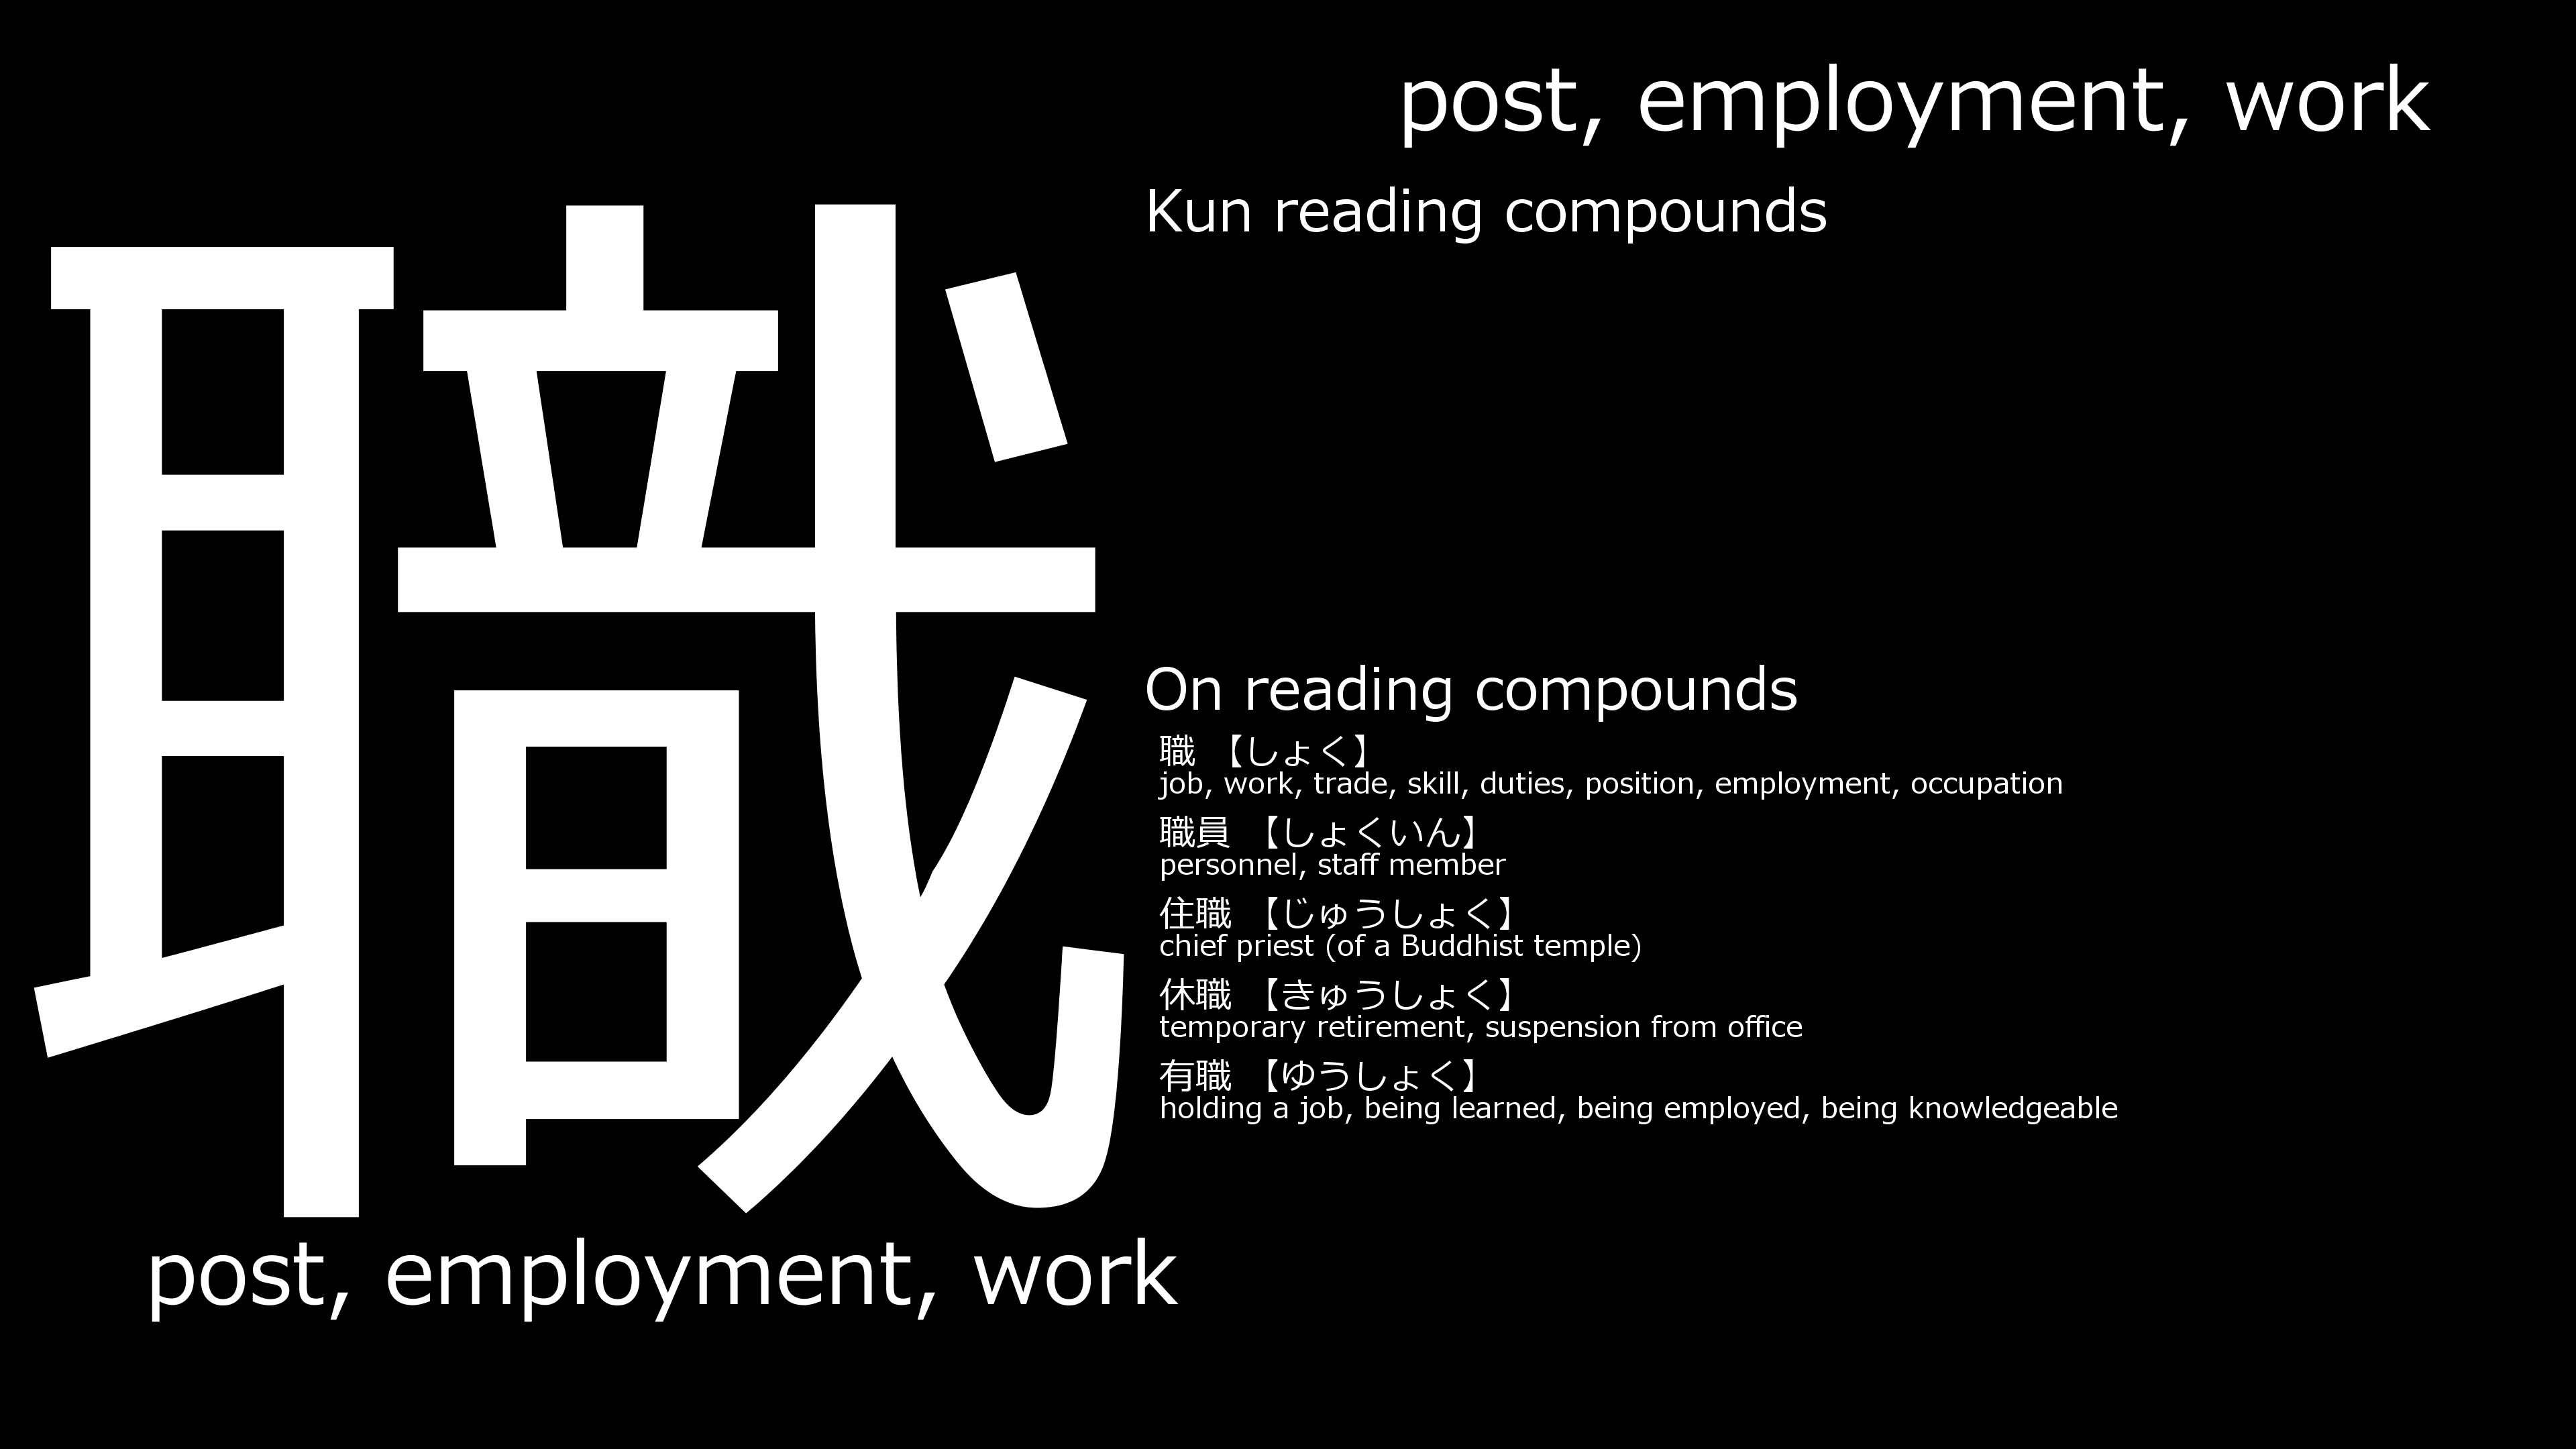 職
post, employment, work
post, employment, work
Kun reading compounds
On reading compounds
職 【しょく】
job, work, trade, skill, duties, position, employment, occupation
職員 【しょくいん】
personnel, staff member
住職 【じゅうしょく】
chief priest (of a Buddhist temple)
休職 【きゅうしょく】
temporary retirement, suspension from office
有職 【ゆうしょく】
holding a job, being learned, being employed, being knowledgeable